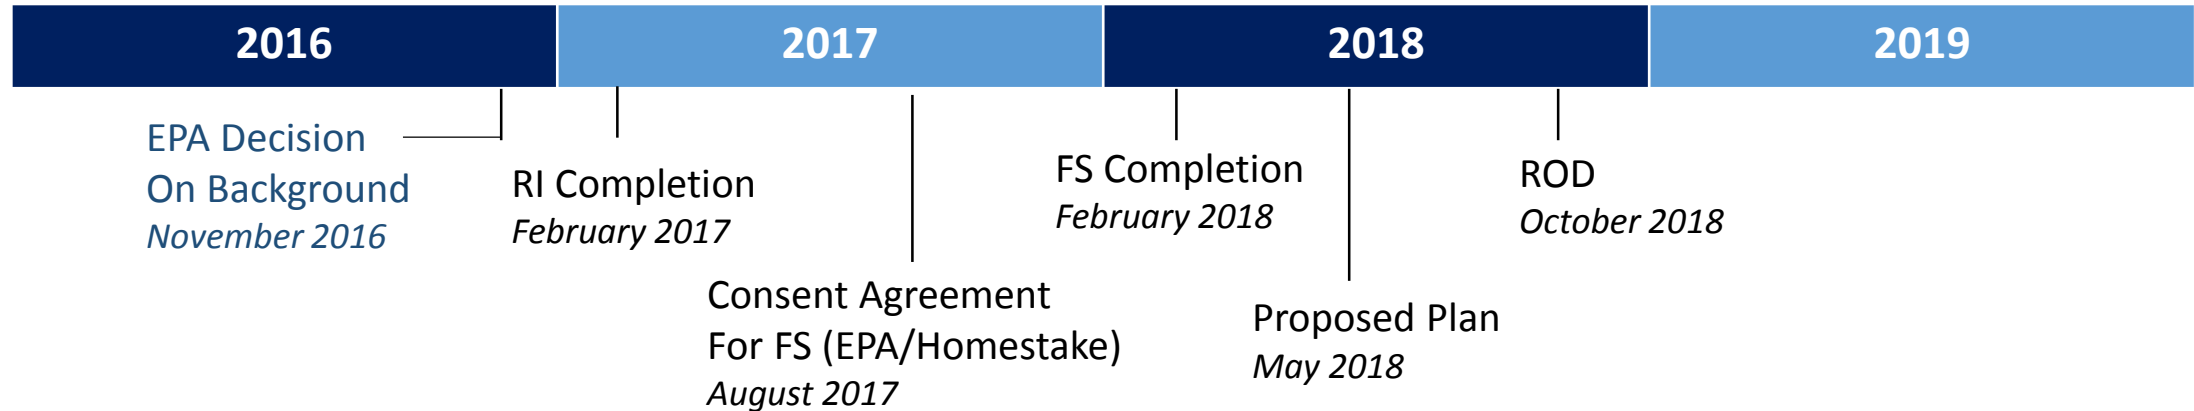 2016
2017
2018
2019
EPA Decision
On Background
November 2016
RI Completion
February 2017
Consent Agreement
For FS (EPA/Homestake)
August 2017
FS Completion
February 2018
Proposed Plan
May 2018
ROD
October 2018